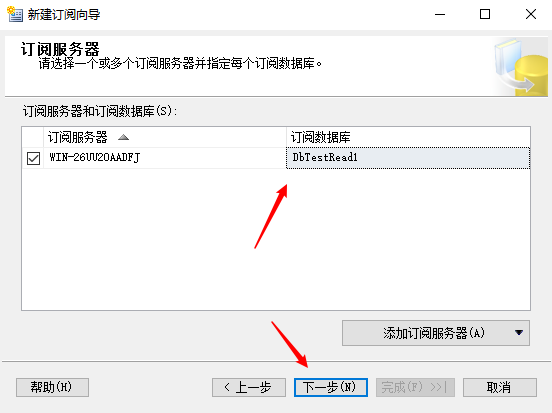 新建订阅向导
订阅服务器
请选择一个或多个订阅服务器并指定每个订阅数据库。
订阅服务器和订阅数据库(S):
订阅服务器 订阅数据库
WIN-26UU2OAADFJ DbTestRead1
添加订阅服务器(A)
帮助(H) < 上一步 下一步(N) 完成(F) >>| 取消